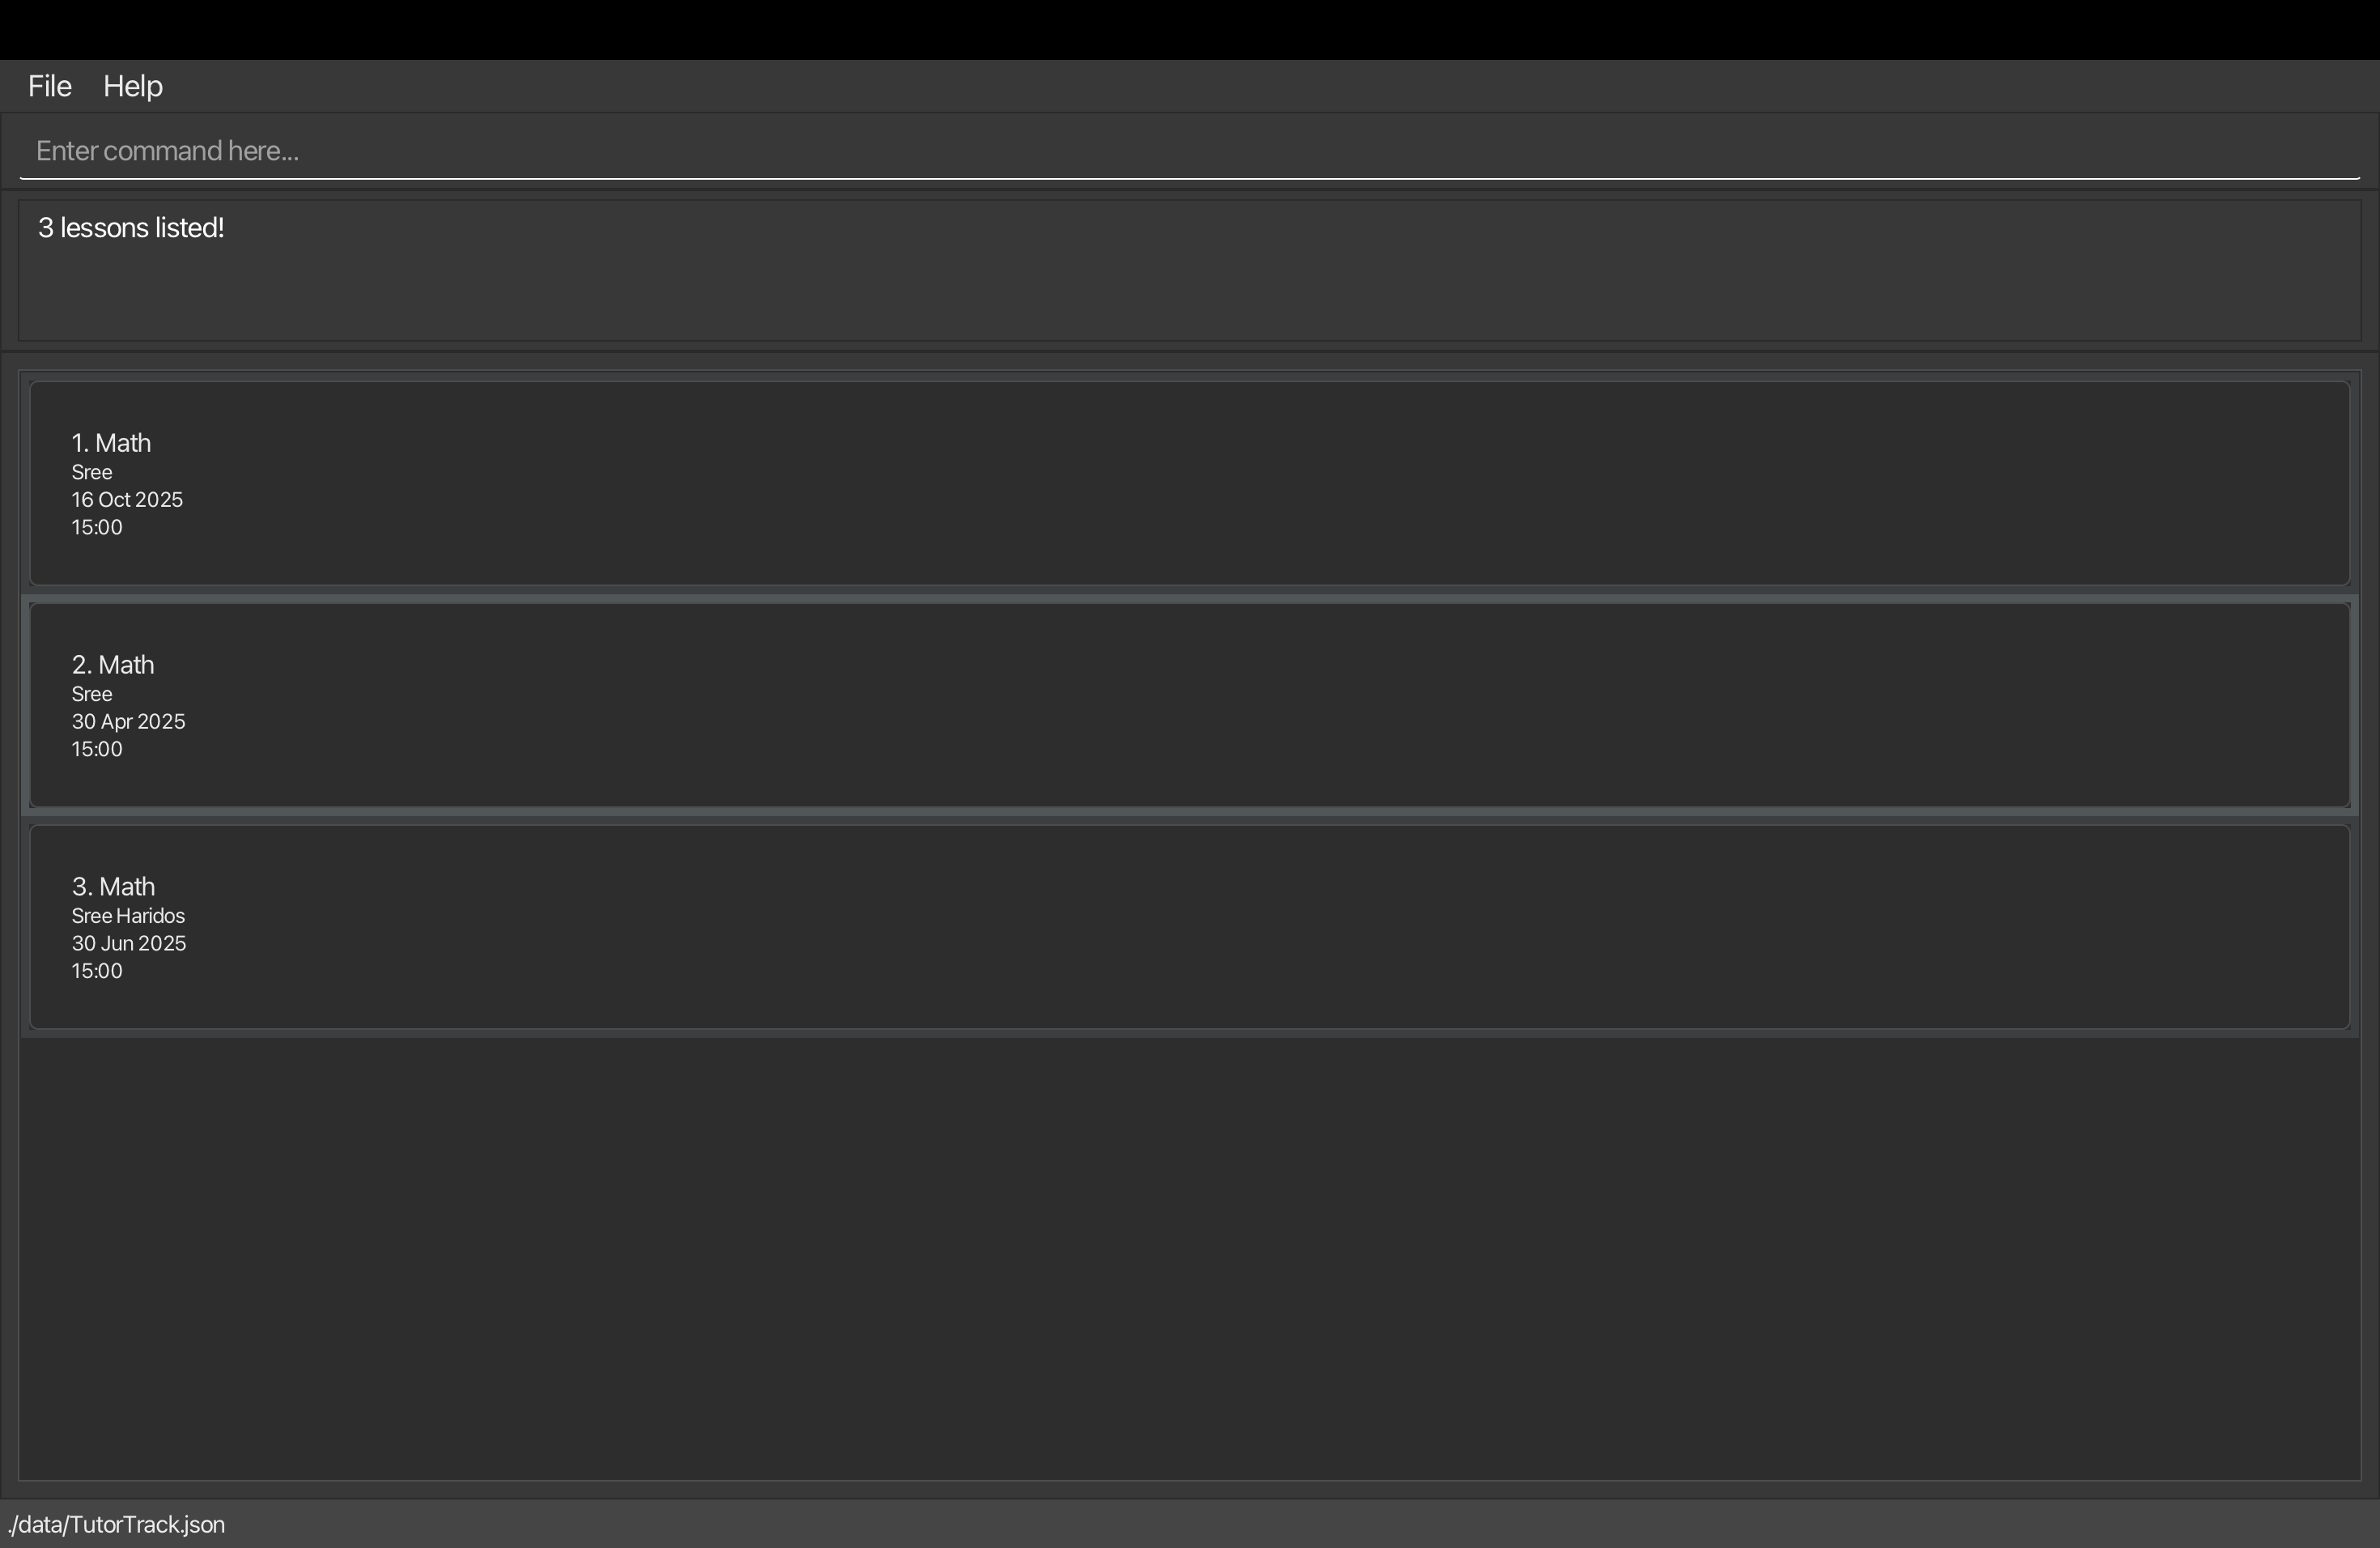 File Help
Enter command here...
3 lessons listed!
1. Math
Sree
16 Oct 2025
15:00
2. Math
Sree
30 Apr 2025
15:00
3. Math
Sree Haridos
30 Jun 2025
15:00
./data/TutorTrack.json